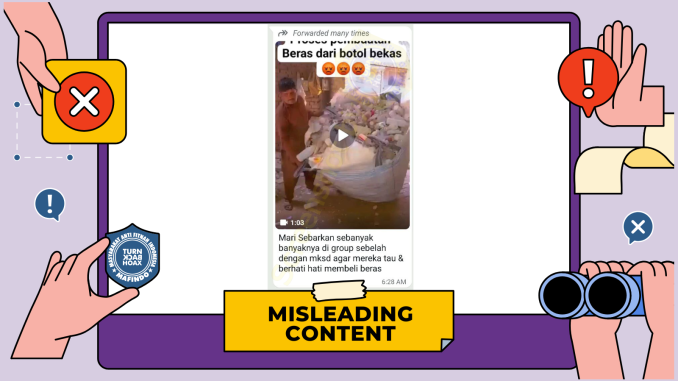 Forwarded many times
Proses pembuatan
Beras dari botol bekas
1:03
Mari Sebarkan sebanyak
banyaknya di group sebelah
dengan mksd agar mereka tau &
berhati hati membeli beras
6:28 AM
MASYARAKAT ANTI FITNAH INDONESIA
TURN
BACK
HOAX
MAFINDO
MISLEADING
CONTENT